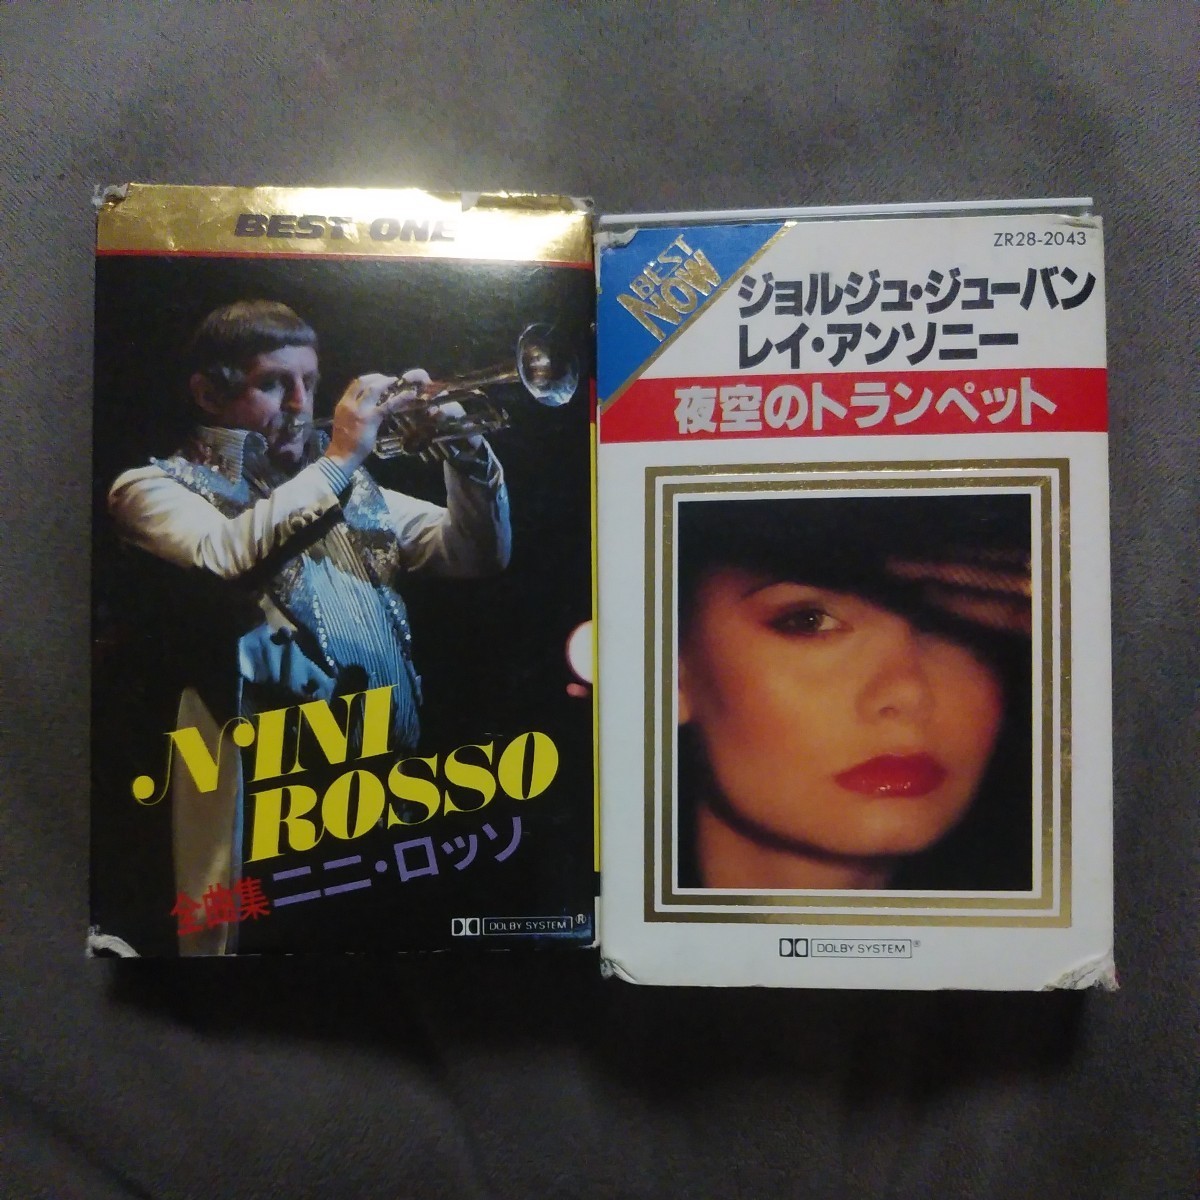 BEST ONE
NINI
ROSSO
全曲集 ニニ・ロッソ
DOLBY SYSTEM ®
BEST
NOW
ZR28-2043
ジョルジュ・ジューバン
レイ・アンソニー
夜空のトランペット
DOLBY SYSTEM ®